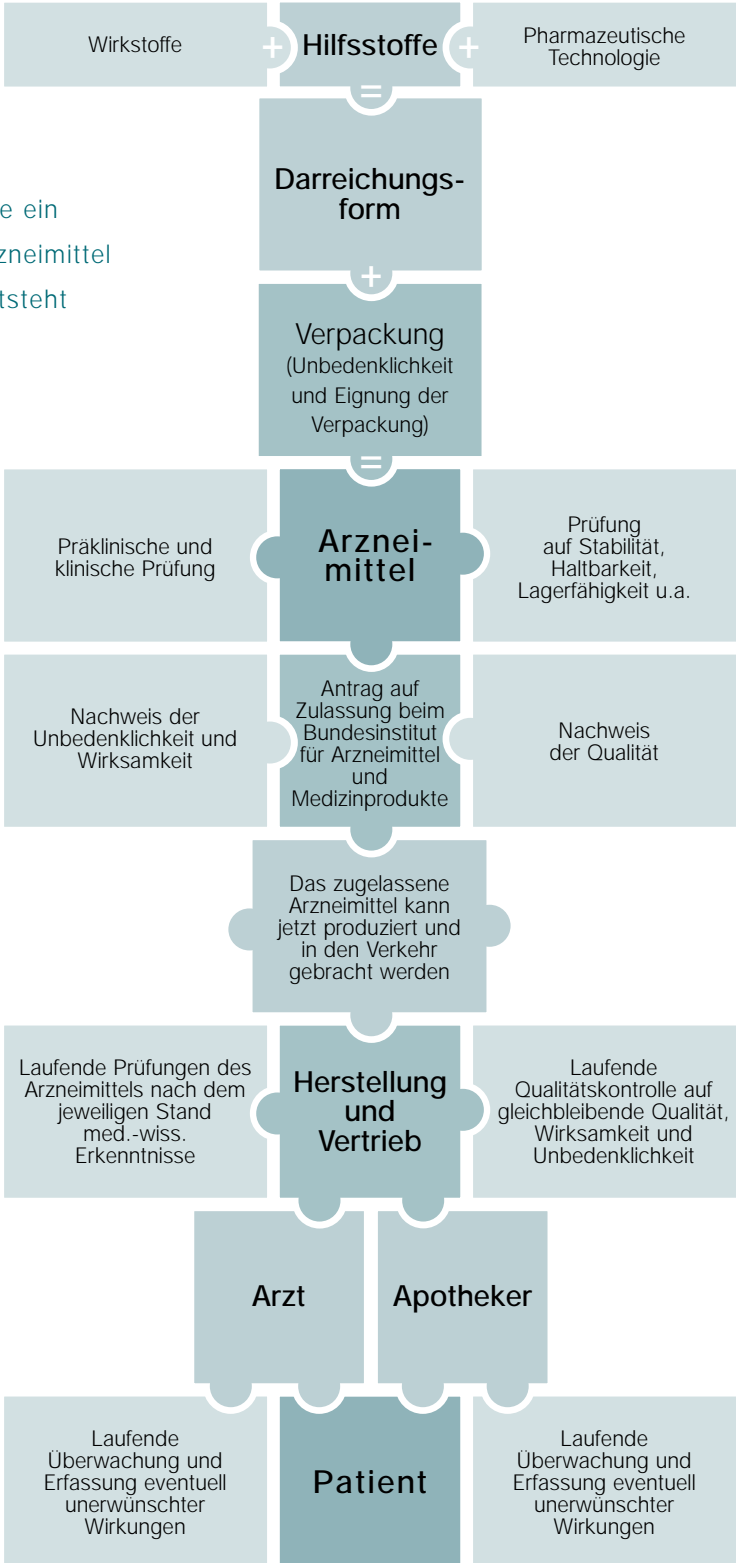 Wirkstoffe
+
Hilfsstoffe
+
Pharmazeutische
Technologie
=
Darreichungs-
form
e ein
zneimittel
tsteht
+
Verpackung
(Unbedenklichkeit
und Eignung der
Verpackung)
=
Präklinische und
klinische Prüfung
Arznei-
mittel
Prüfung
auf Stabilität,
Haltbarkeit,
Lagerfähigkeit u.a.
Nachweis der
Unbedenklichkeit und
Wirksamkeit
Antrag auf
Zulassung beim
Bundesinstitut
für Arzneimittel
und
Medizinprodukte
Nachweis
der Qualität
Das zugelassene
Arzneimittel kann
jetzt produziert und
in den Verkehr
gebracht werden
Laufende Prüfungen des
Arzneimittels nach dem
jeweiligen Stand
med.-wiss.
Erkenntnisse
Herstellung
und
Vertrieb
Laufende
Qualitätskontrolle auf
gleichbleibende Qualität,
Wirksamkeit und
Unbedenklichkeit
Arzt
Apotheker
Laufende
Überwachung und
Erfassung eventuell
unerwünschter
Wirkungen
Patient
Laufende
Überwachung und
Erfassung eventuell
unerwünschter
Wirkungen